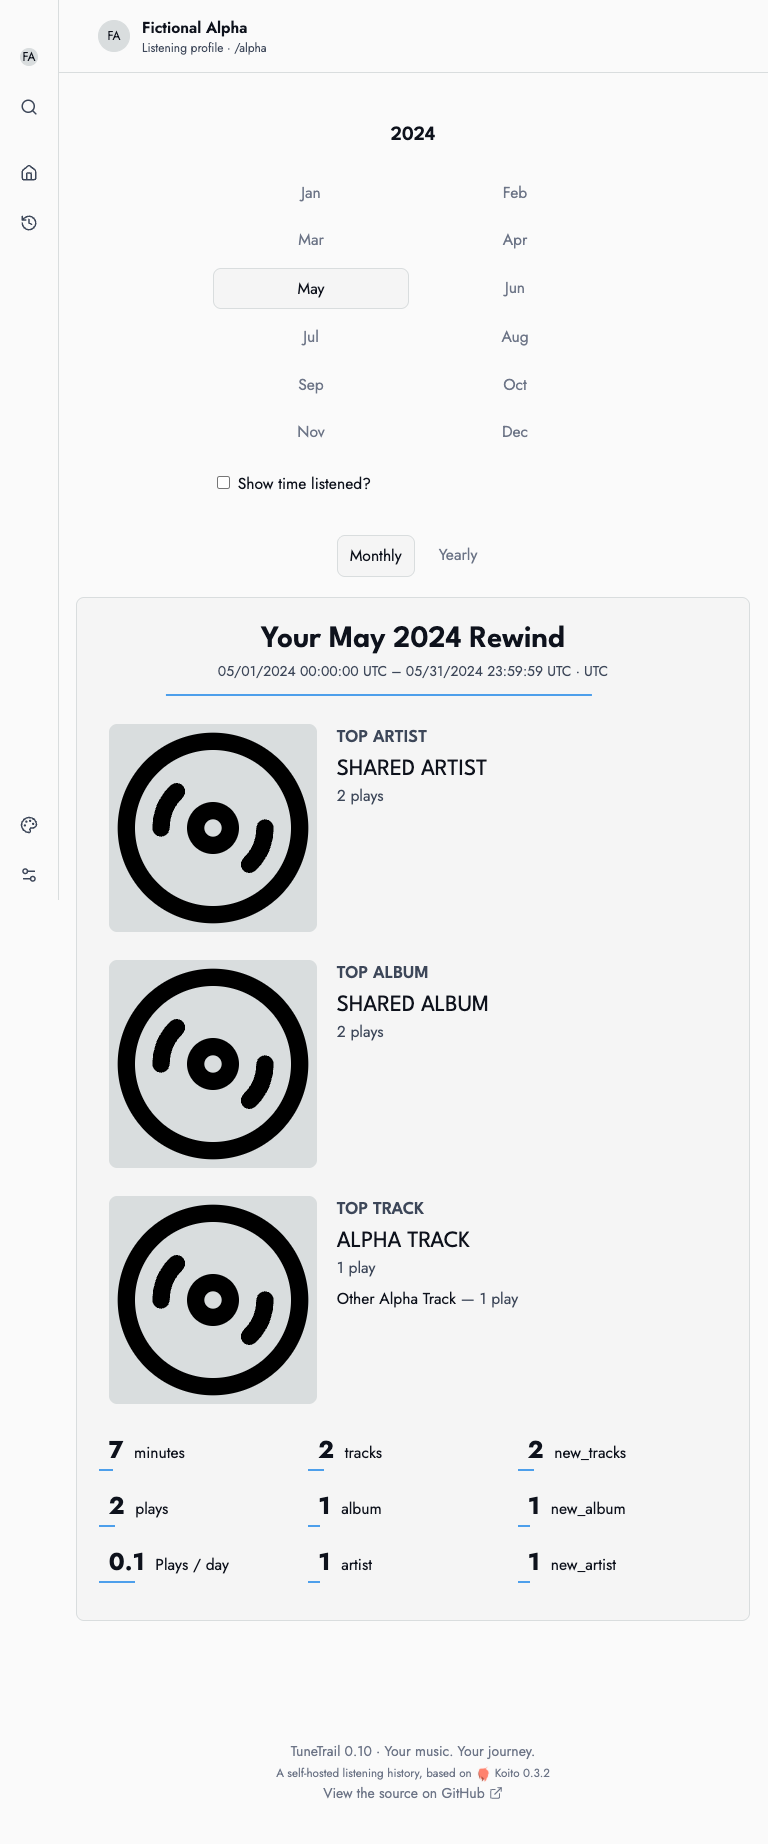 FA
FA
Fictional Alpha
Listening profile · /alpha
2024
Jan
Feb
Mar
Apr
May
Jun
Jul
Aug
Sep
Oct
Nov
Dec
Show time listened?
Monthly
Yearly
Your May 2024 Rewind
05/01/2024 00:00:00 UTC – 05/31/2024 23:59:59 UTC · UTC
TOP ARTIST
SHARED ARTIST
2 plays
TOP ALBUM
SHARED ALBUM
2 plays
TOP TRACK
ALPHA TRACK
1 play
Other Alpha Track — 1 play
7 minutes
2 tracks
2 new_tracks
2 plays
1 album
1 new_album
0.1 Plays / day
1 artist
1 new_artist
TuneTrail 0.10 · Your music. Your journey.
A self-hosted listening history, based on Koito 0.3.2
View the source on GitHub